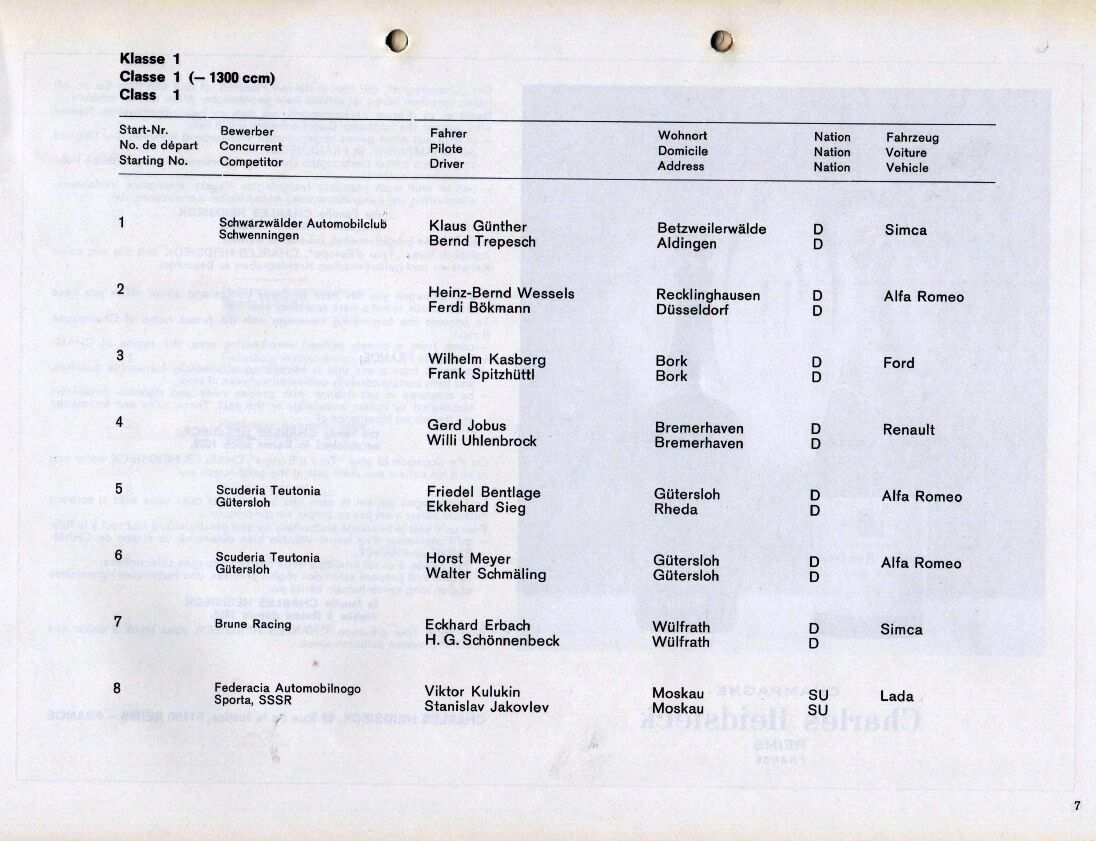 Klasse 1
Classe 1 (— 1300 ccm)
Class 1
Start-Nr. Bewerber Fahrer Wohnort Nation Fahrzeug
No. de départ Concurrent Pilote Domicile Nation Voiture
Starting No. Competitor Driver Address Nation Vehicle
1 Schwarzwälder Automobilclub Klaus Günther Betzweilerwälde D Simca
Schwenningen Bernd Trepesch Aldingen D
2 Heinz-Bernd Wessels Recklinghausen D Alfa Romeo
Ferdi Bökmann Düsseldorf D
3 Wilhelm Kasberg Bork D Ford
Frank Spitzhüttl Bork D
4 Gerd Jobus Bremerhaven D Renault
Willi Uhlenbrock Bremerhaven D
5 Scuderia Teutonia Friedel Bentlage Gütersloh D Alfa Romeo
Gütersloh Ekkehard Sieg Rheda D
6 Scuderia Teutonia Horst Meyer Gütersloh D Alfa Romeo
Gütersloh Walter Schmäling Gütersloh D
7 Brune Racing Eckhard Erbach Wülfrath D Simca
H. G. Schönnenbeck Wülfrath D
8 Federacia Automobilnogo Viktor Kulukin Moskau SU Lada
Sporta, SSSR Stanislav Jakovlev Moskau SU
CHAMPAGNE
Charles Heidsieck
REIMS
FRANCE
7